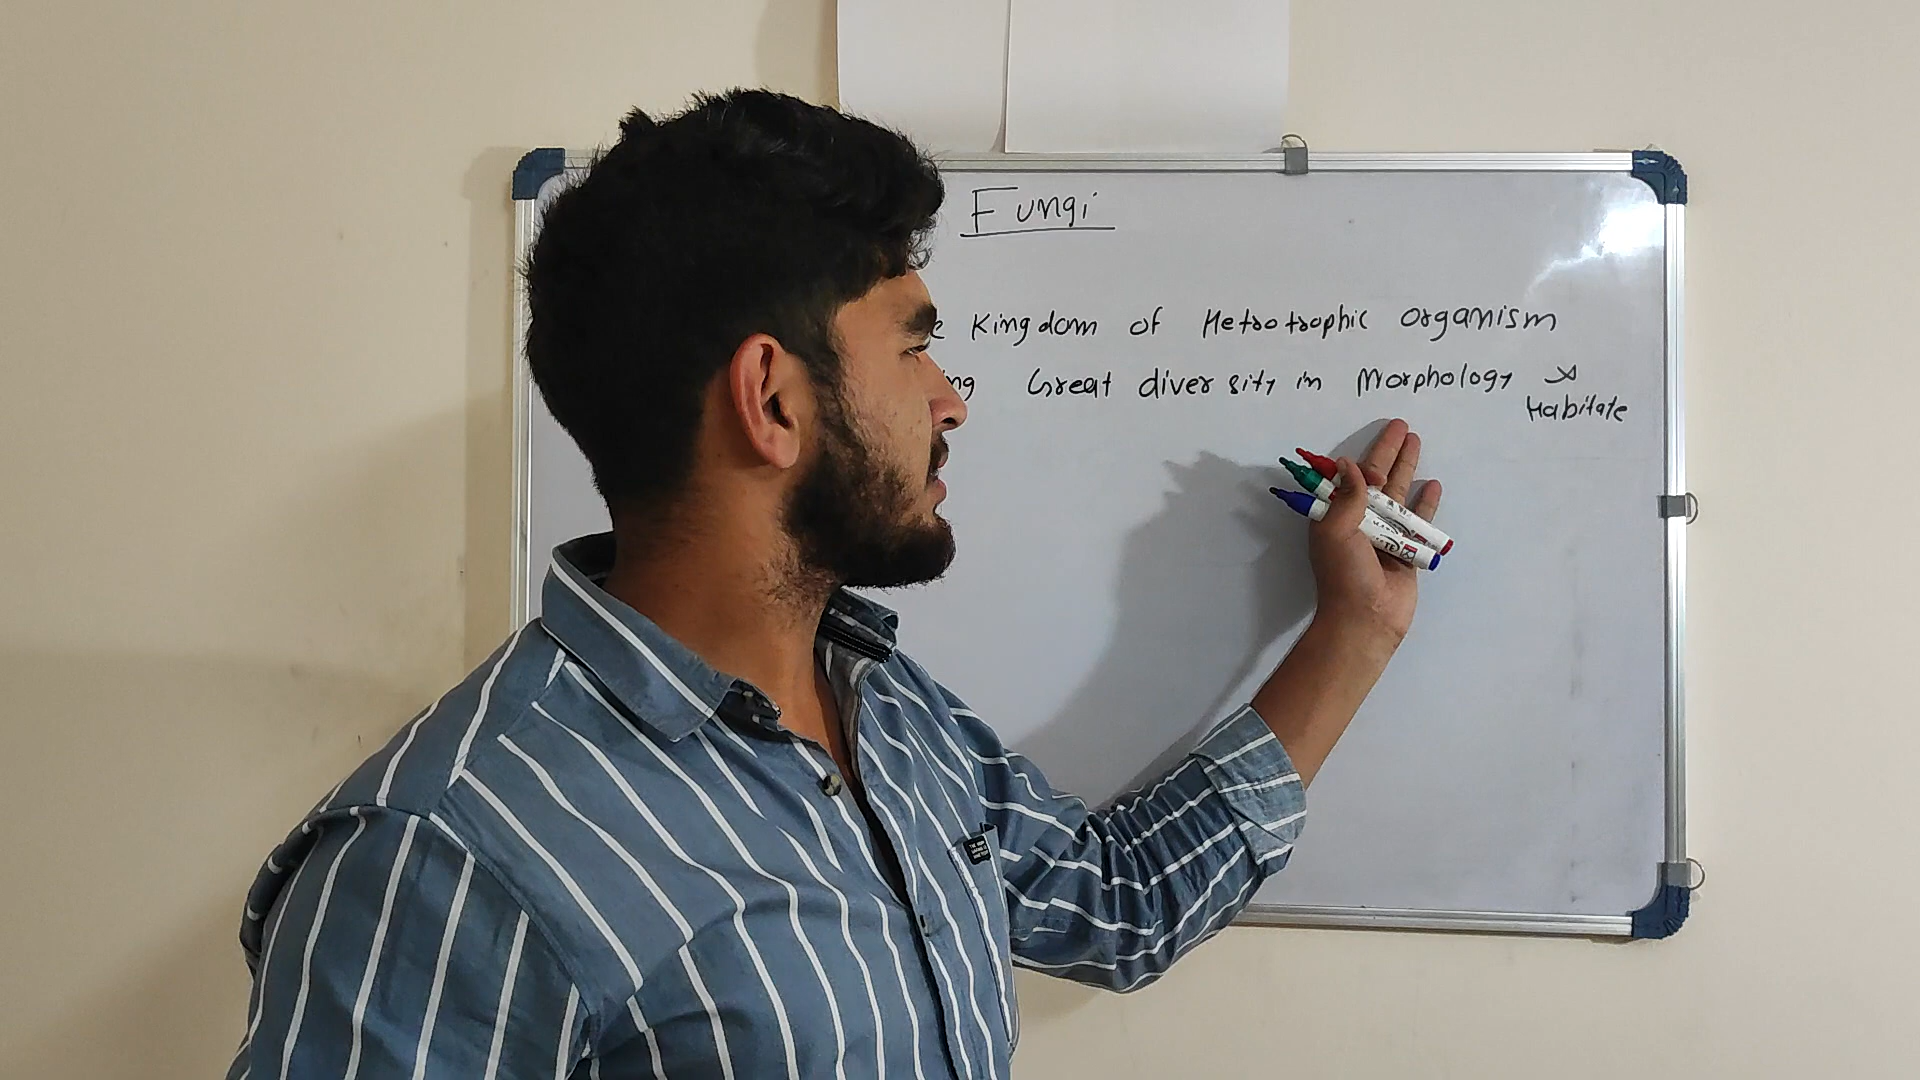 Fungi
Kingdom of Hetrotrophic organism
Great diversity in Morphology &
Habitate